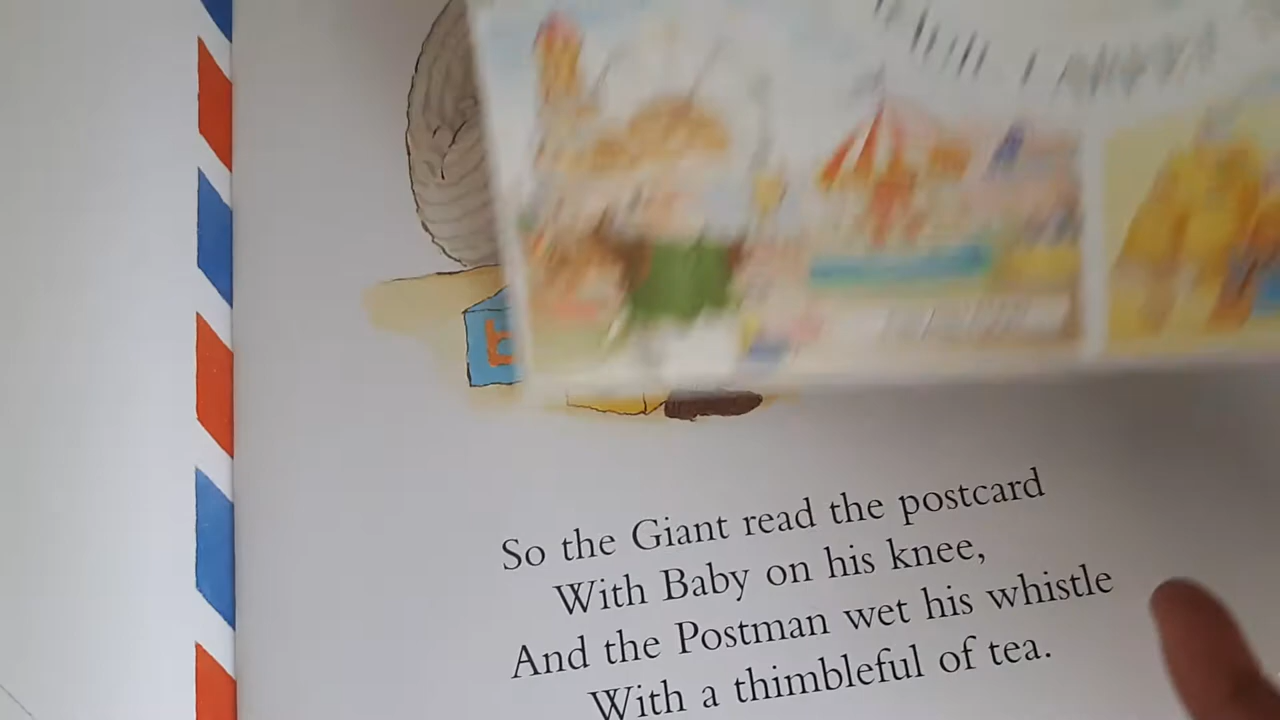 So the Giant read the postcard
With Baby on his knee,
And the Postman wet his whistle
With a thimbleful of tea.